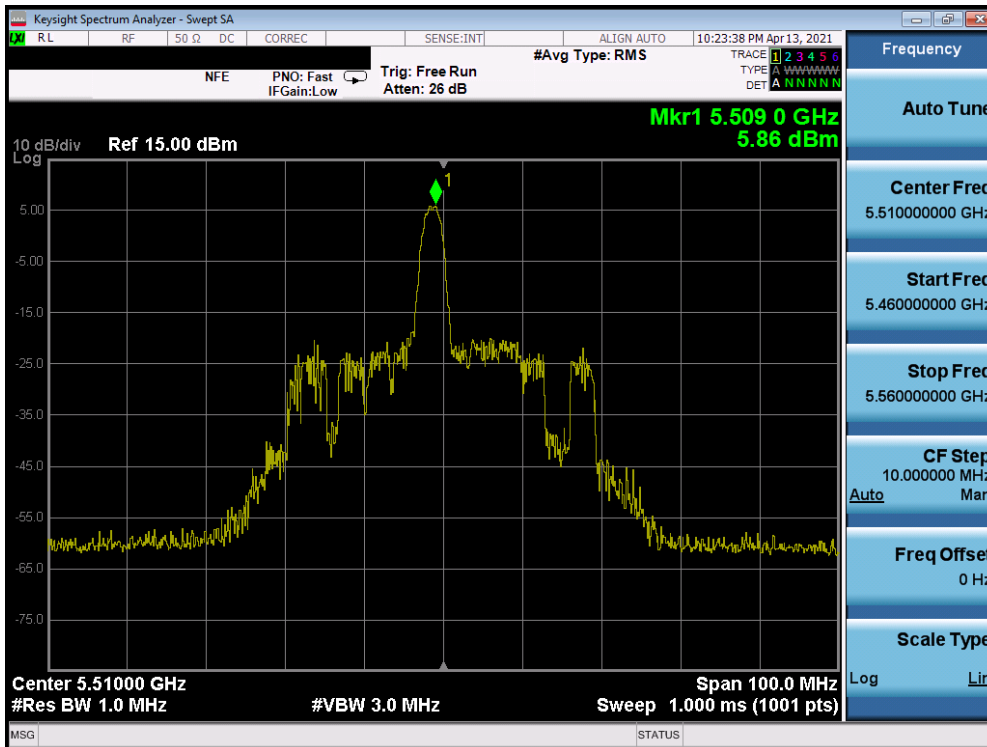 Keysight Spectrum Analyzer - Swept SA
LXI RL RF 50 Ω DC CORREC SENSE:INT ALIGN AUTO 10:23:38 PM Apr 13, 2021
NFE PNO: Fast IFGain:Low Trig: Free Run Atten: 26 dB #Avg Type: RMS
TRACE 1 2 3 4 5 6
TYPE A WWWWW
DET A N N N N N
Mkr1 5.509 0 GHz
5.86 dBm
10 dB/div Ref 15.00 dBm
Log
1
5.00
-5.00
-15.0
-25.0
-35.0
-45.0
-55.0
-65.0
-75.0
Center 5.51000 GHz Span 100.0 MHz
#Res BW 1.0 MHz #VBW 3.0 MHz Sweep 1.000 ms (1001 pts)
MSG STATUS
Frequency
Auto Tune
Center Freq
5.510000000 GHz
Start Freq
5.460000000 GHz
Stop Freq
5.560000000 GHz
CF Step
10.000000 MHz
Auto Man
Freq Offset
0 Hz
Scale Type
Log Lin